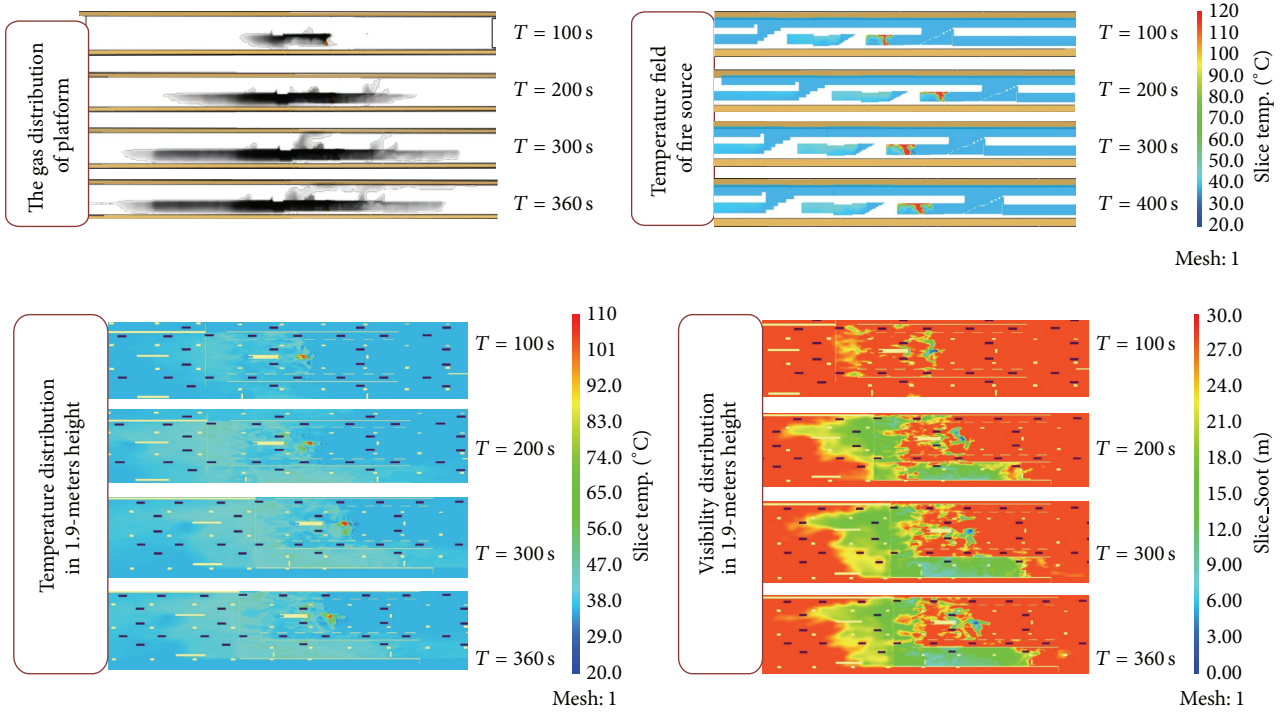 The gas distribution
of platform
T = 100 s
T = 200 s
T = 300 s
T = 360 s
Temperature field
of fire source
T = 100 s
T = 200 s
T = 300 s
T = 400 s
120
110
100
90.0
80.0
70.0
60.0
50.0
40.0
30.0
20.0
Slice temp. (°C)
Mesh: 1
Temperature distribution
in 1.9-meters height
T = 100 s
T = 200 s
T = 300 s
T = 360 s
110
101
92.0
83.0
74.0
65.0
56.0
47.0
38.0
29.0
20.0
Slice temp. (°C)
Mesh: 1
Visibility distribution
in 1.9-meters height
T = 100 s
T = 200 s
T = 300 s
T = 360 s
30.0
27.0
24.0
21.0
18.0
15.0
12.0
9.00
6.00
3.00
0.00
Slice_Soot (m)
Mesh: 1